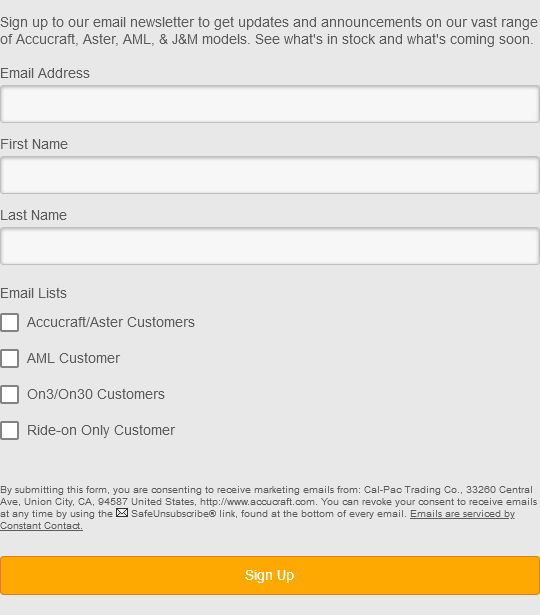 Sign up to our email newsletter to get updates and announcements on our vast range
of Accucraft, Aster, AML, & J&M models. See what's in stock and what's coming soon.
Email Address
First Name
Last Name
Email Lists
Accucraft/Aster Customers
AML Customer
On3/On30 Customers
Ride-on Only Customer
By submitting this form, you are consenting to receive marketing emails from: Cal-Pac Trading Co., 33260 Central
Ave, Union City, CA, 94587 United States, http://www.accucraft.com. You can revoke your consent to receive emails
at any time by using the SafeUnsubscribe® link, found at the bottom of every email. Emails are serviced by
Constant Contact.
Sign Up